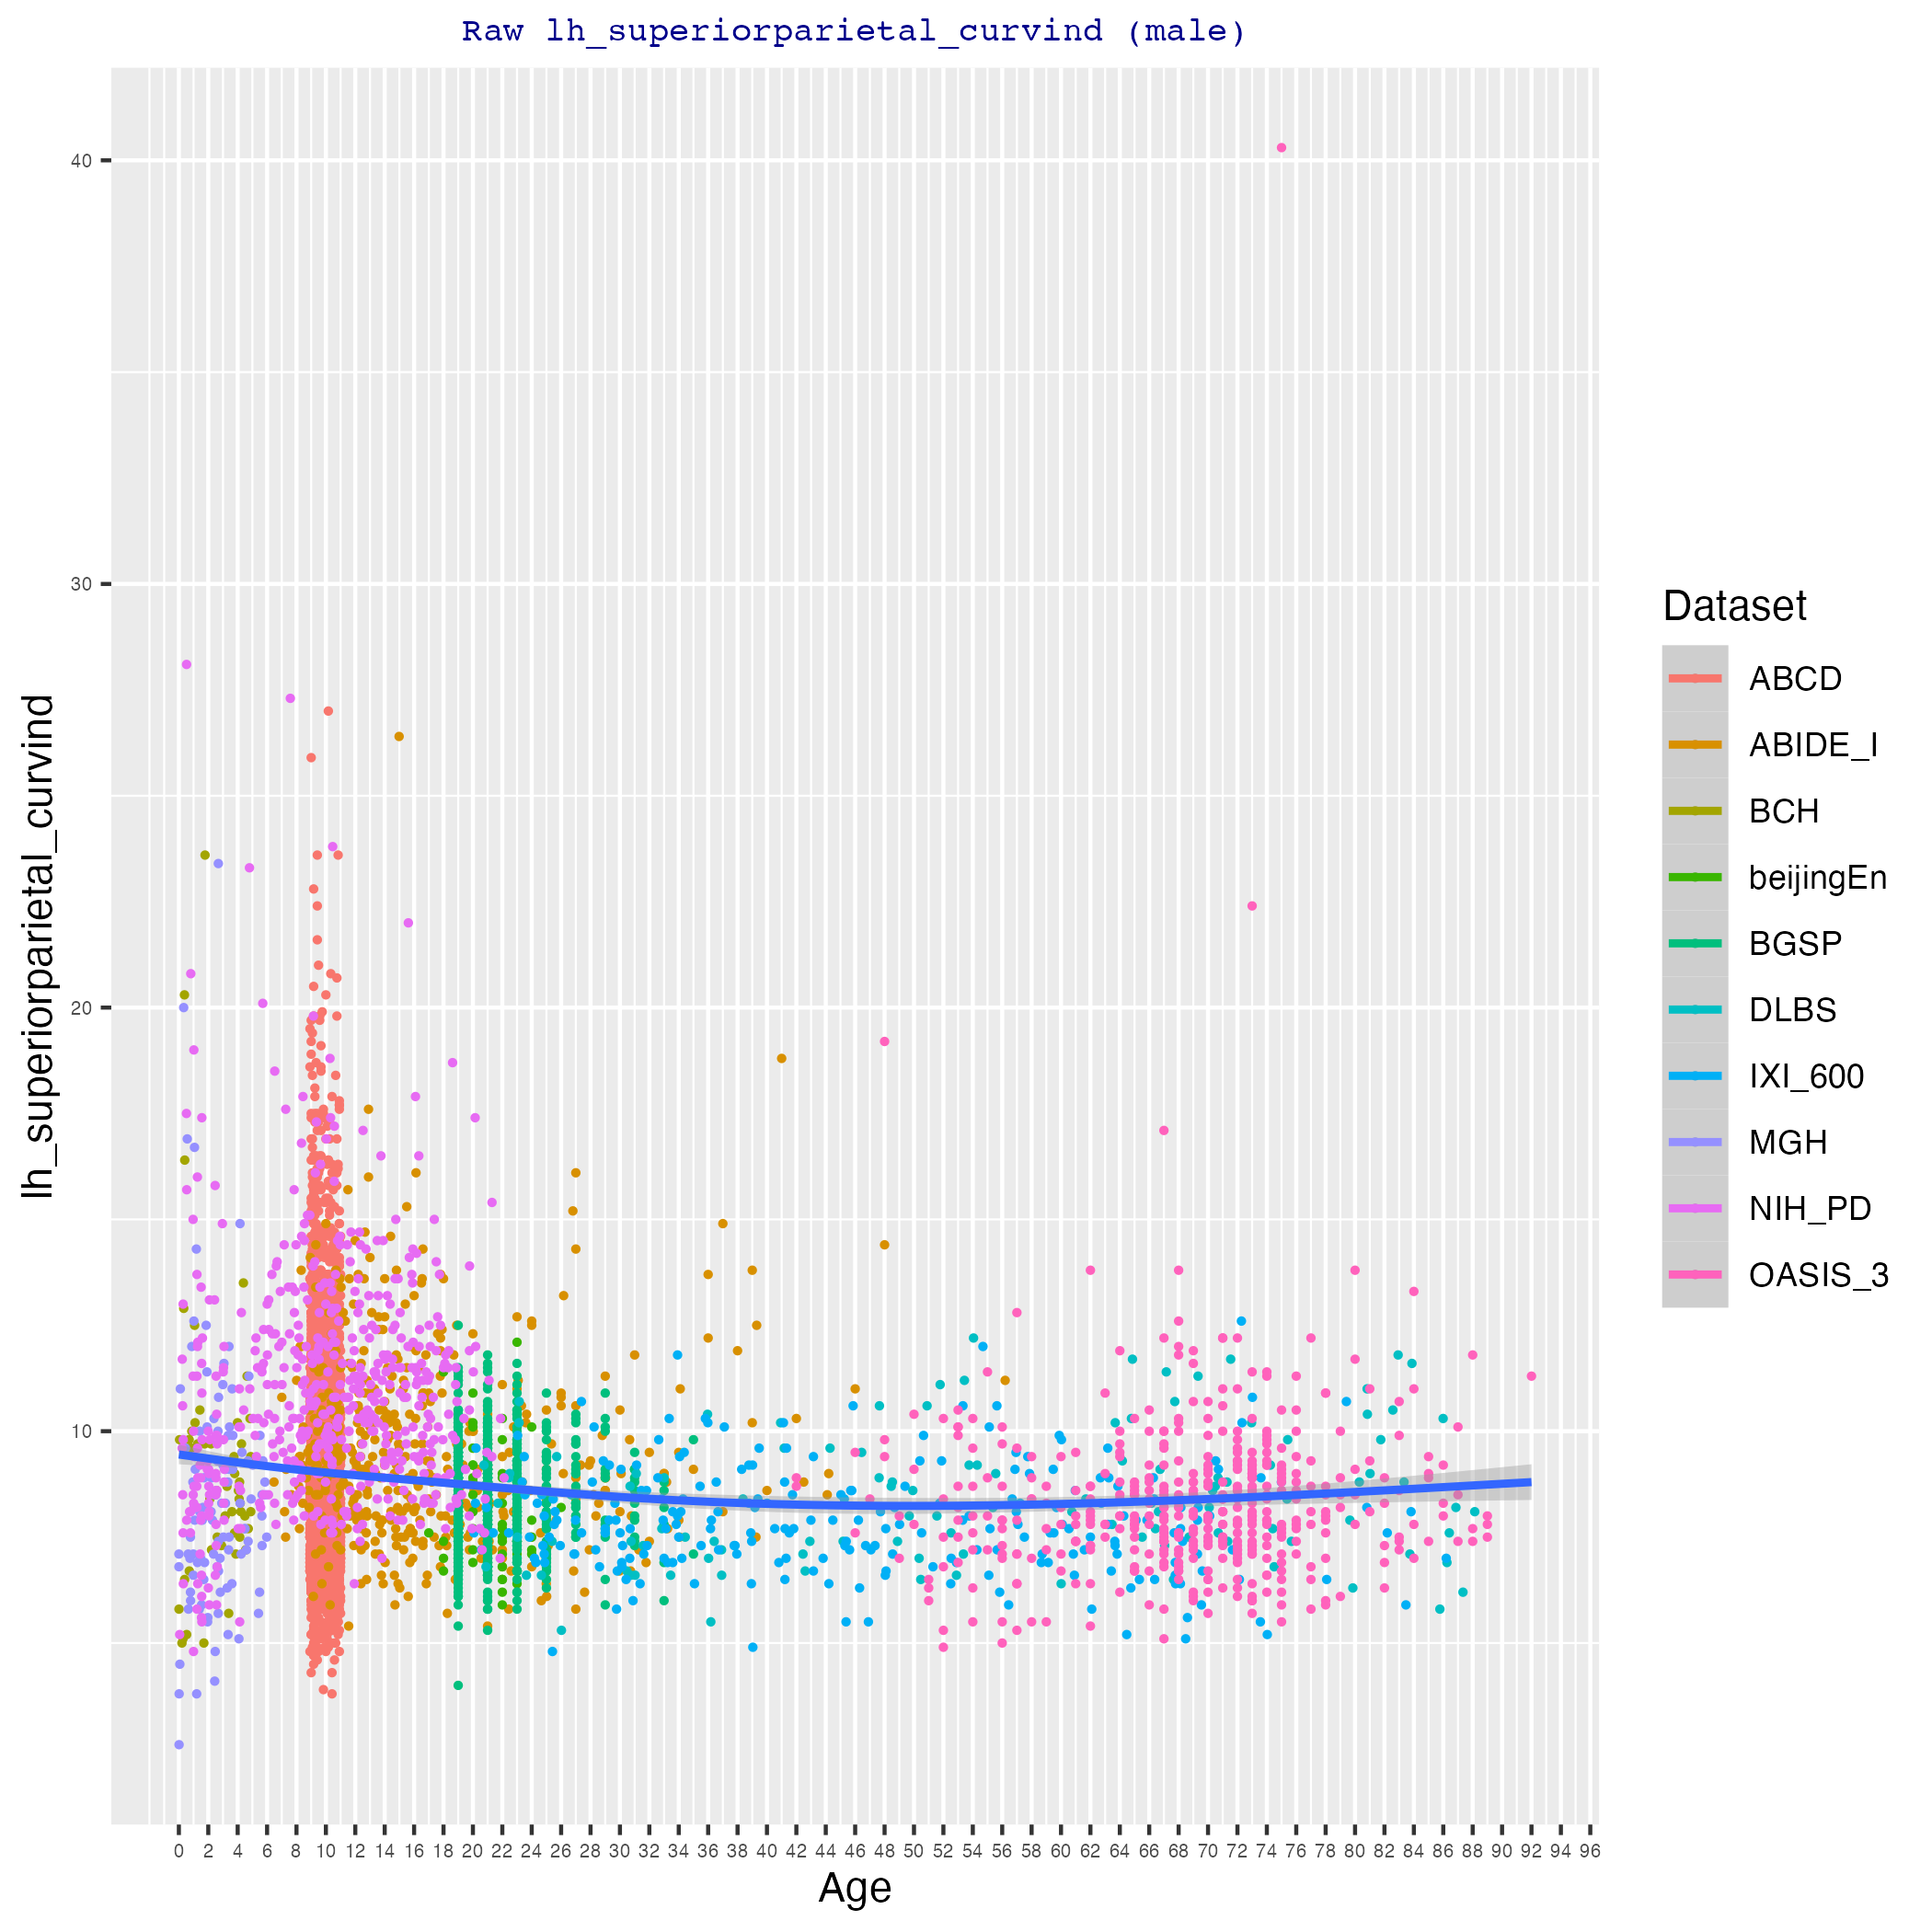 Raw lh_superiorparietal_curvind (male)
lh_superiorparietal_curvind
40
30
20
10
0 2 4 6 8 10 12 14 16 18 20 22 24 26 28 30 32 34 36 38 40 42 44 46 48 50 52 54 56 58 60 62 64 66 68 70 72 74 76 78 80 82 84 86 88 90 92 94 96
Age
Dataset
ABCD
ABIDE_I
BCH
beijingEn
BGSP
DLBS
IXI_600
MGH
NIH_PD
OASIS_3